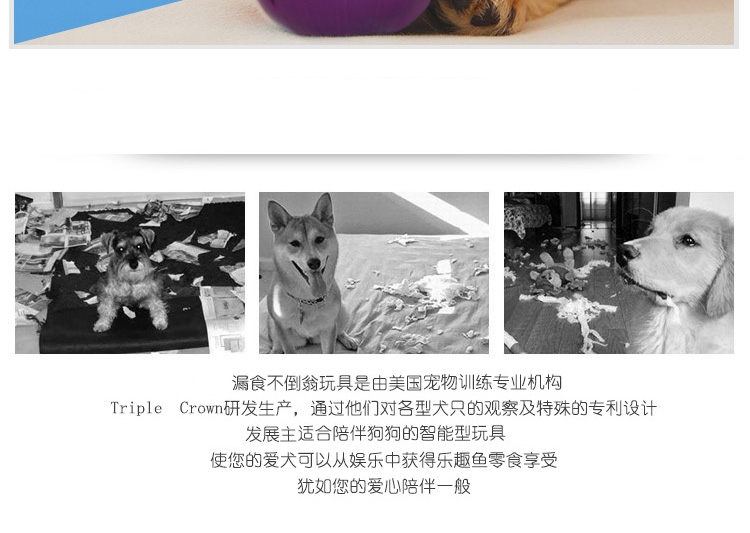 漏食不倒翁玩具是由美国宠物训练专业机构
Triple Crown研发生产，通过他们对各型犬只的观察及特殊的专利设计
发展主适合陪伴狗狗的智能型玩具
使您的爱犬可以从娱乐中获得乐趣鱼零食享受
犹如您的爱心陪伴一般